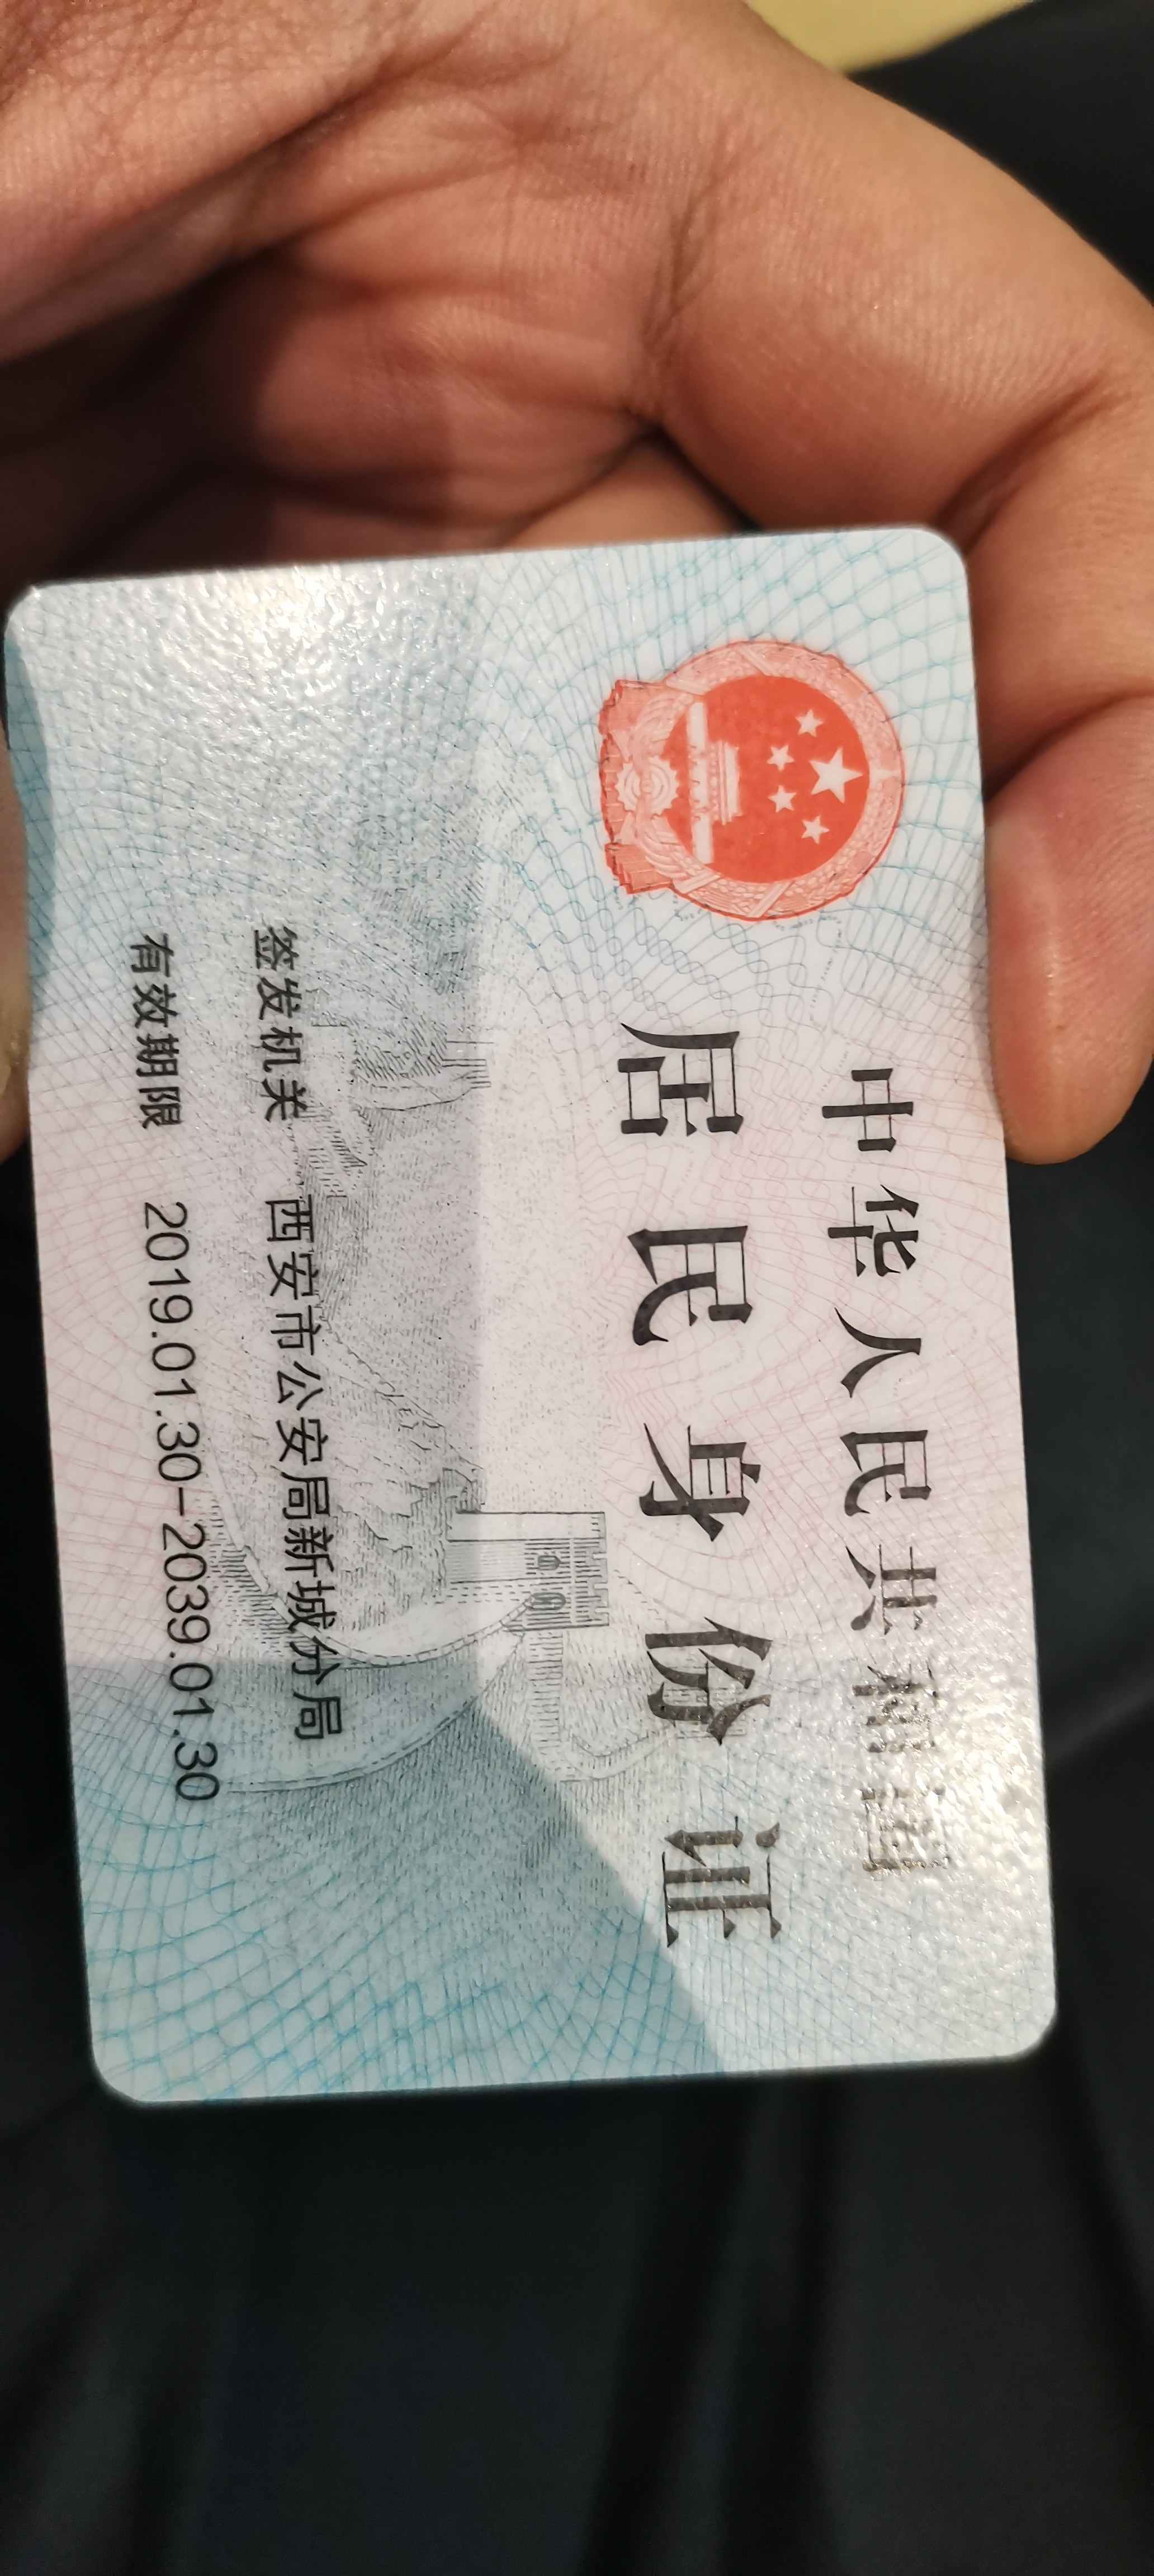 中华人民共和国
居民身份证
签发机关 西安市公安局新城分局
有效期限 2019.01.30-2039.01.30